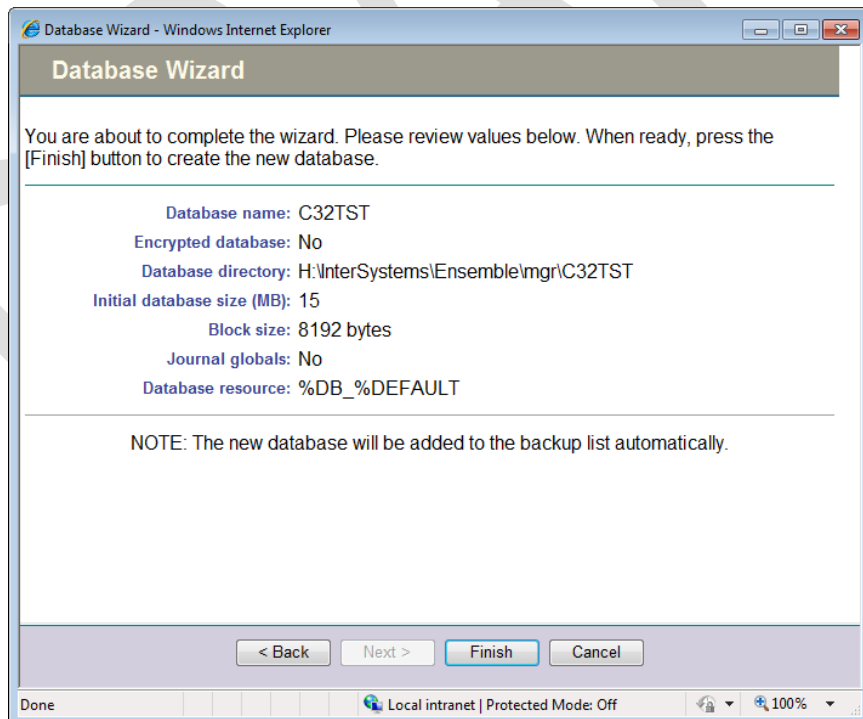 Database Wizard - Windows Internet Explorer
Database Wizard
You are about to complete the wizard. Please review values below. When ready, press the
[Finish] button to create the new database.
Database name: C32TST
Encrypted database: No
Database directory: H:\InterSystems\Ensemble\mgr\C32TST
Initial database size (MB): 15
Block size: 8192 bytes
Journal globals: No
Database resource: %DB_%DEFAULT
NOTE: The new database will be added to the backup list automatically.
< Back Next > Finish Cancel
Done Local intranet | Protected Mode: Off 100%